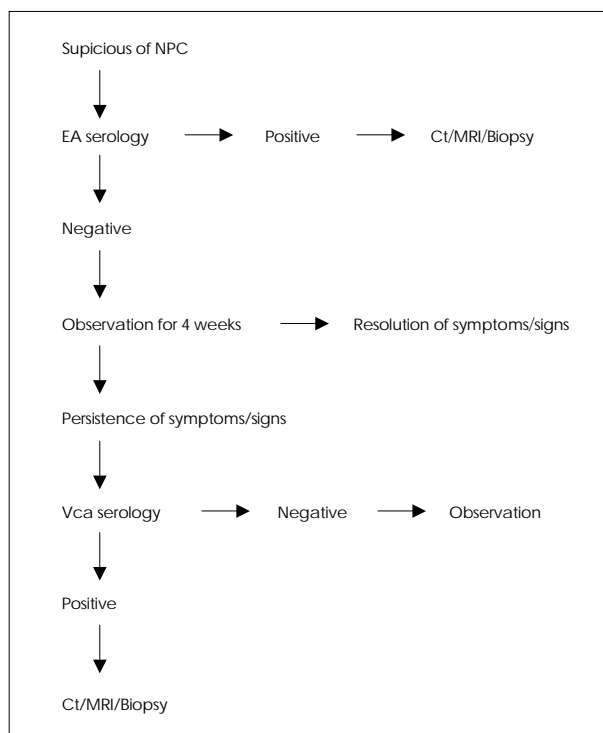 Supicious of NPC
EA serology Positive Ct/MRI/Biopsy
Negative
Observation for 4 weeks Resolution of symptoms/signs
Persistence of symptoms/signs
Vca serology Negative Observation
Positive
Ct/MRI/Biopsy